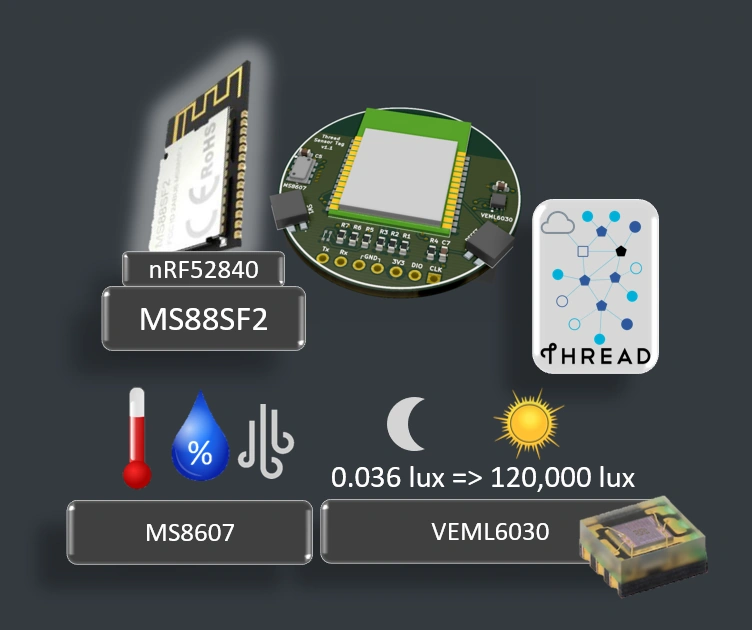 MS88SF2
CE RoHS
Thread
Sensor Tag
v1.1
C8
MS8607
VEML6030
R7 R6 R5 R3 R2 R1
R4 C7
Tx Rx GND 3V3 DIO CLK
nRF52840
MS88SF2
THREAD
%
0.036 lux => 120,000 lux
MS8607
VEML6030